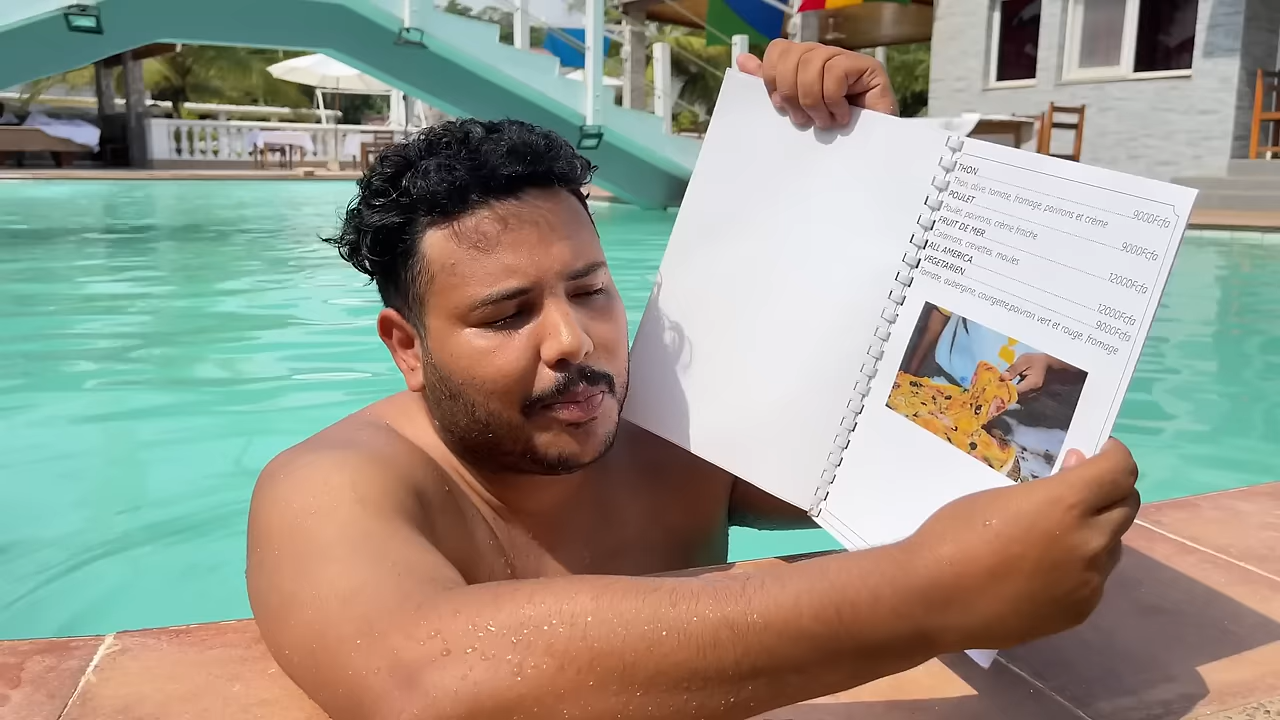 THON
Thon, olive, tomate, fromage, poivrons et crème
9000Fcfa
POULET
Poulet, poivrons, crème fraiche
9000Fcfa
FRUIT DE MER
Calamars, crevettes, moules
12000Fcfa
ALL AMERICA
12000Fcfa
VEGETARIEN
9000Fcfa
Tomate, aubergine, courgette,poivron vert et rouge, fromage